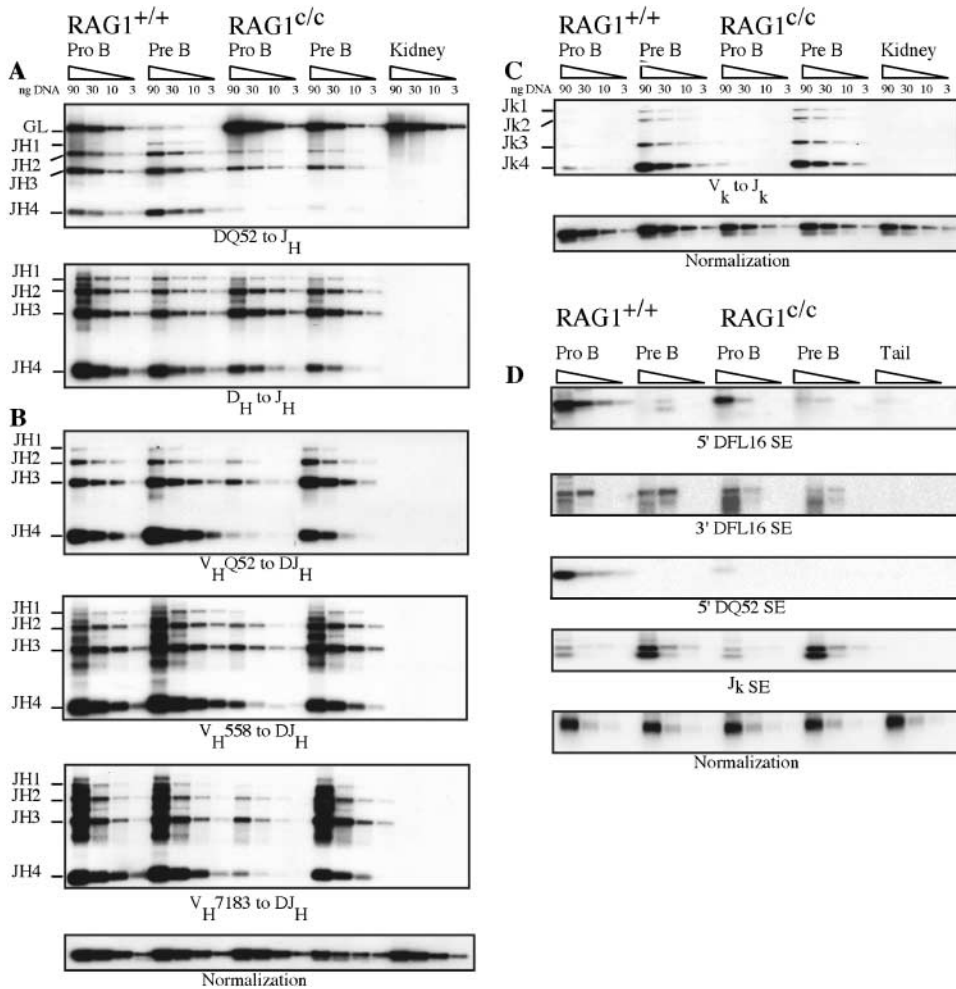 RAG1+/+ RAG1c/c
Pro B Pre B Pro B Pre B Kidney
A
ng DNA 90 30 10 3 90 30 10 3 90 30 10 3 90 30 10 3 90 30 10 3
GL
JH1
JH2
JH3
JH4
DQ52 to JH
JH1
JH2
JH3
JH4
DH to JH
B
JH1
JH2
JH3
JH4
VHQ52 to DJH
JH1
JH2
JH3
JH4
VH558 to DJH
JH1
JH2
JH3
JH4
VH7183 to DJH
Normalization
RAG1+/+ RAG1c/c
Pro B Pre B Pro B Pre B Kidney
C
ng DNA 90 30 10 3 90 30 10 3 90 30 10 3 90 30 10 3 90 30 10 3
Jk1
Jk2
Jk3
Jk4
Vk to Jk
Normalization
RAG1+/+ RAG1c/c
Pro B Pre B Pro B Pre B Tail
D
5' DFL16 SE
3' DFL16 SE
5' DQ52 SE
Jk SE
Normalization